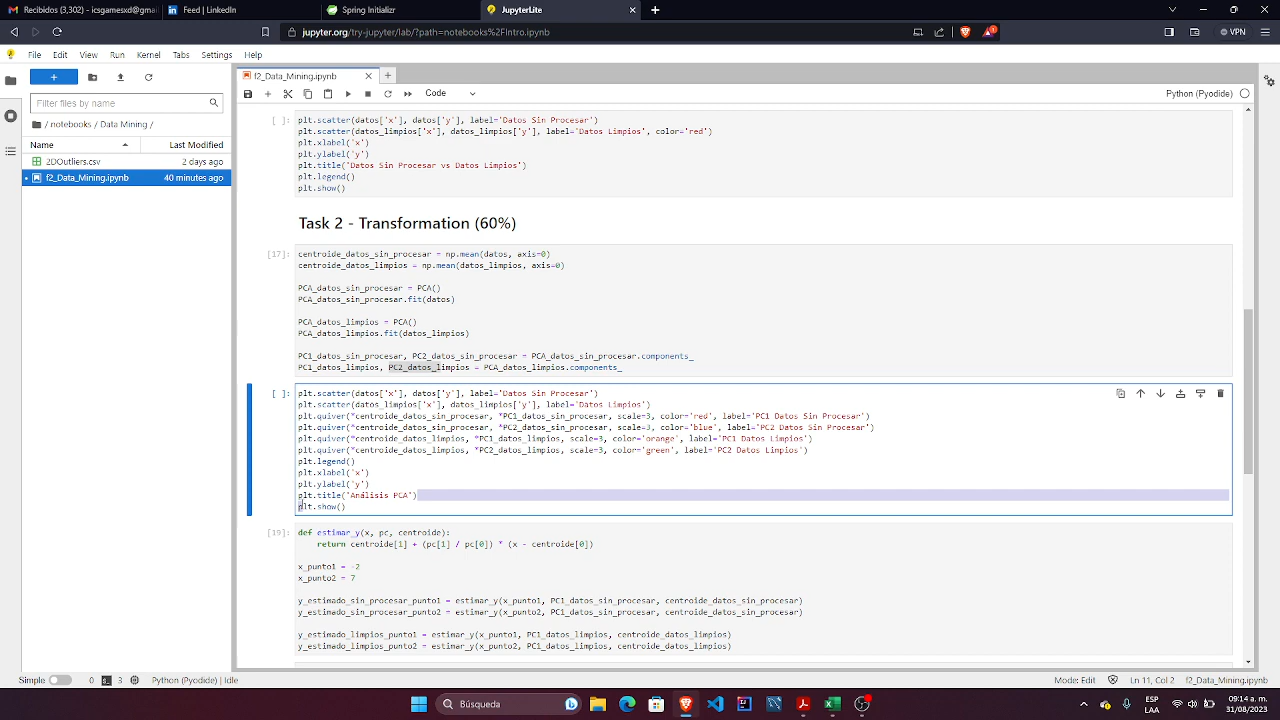 Recibidos (3,302) - icsgamesxd@gmai
Feed | LinkedIn
Spring Initializr
JupyterLite
jupyter.org/try-jupyter/lab/?path=notebooks%2FIntro.ipynb
VPN
File Edit View Run Kernel Tabs Settings Help
f2_Data_Mining.ipynb
Code
Python (Pyodide)
Filter files by name
/ notebooks / Data Mining /
Name Last Modified
2DOutliers.csv 2 days ago
f2_Data_Mining.ipynb 40 minutes ago
[ ]:
plt.scatter(datos['x'], datos['y'], label='Datos Sin Procesar')
plt.scatter(datos_limpios['x'], datos_limpios['y'], label='Datos Limpios', color='red')
plt.xlabel('x')
plt.ylabel('y')
plt.title('Datos Sin Procesar vs Datos Limpios')
plt.legend()
plt.show()
Task 2 - Transformation (60%)
[17]:
centroide_datos_sin_procesar = np.mean(datos, axis=0)
centroide_datos_limpios = np.mean(datos_limpios, axis=0)
PCA_datos_sin_procesar = PCA()
PCA_datos_sin_procesar.fit(datos)
PCA_datos_limpios = PCA()
PCA_datos_limpios.fit(datos_limpios)
PC1_datos_sin_procesar, PC2_datos_sin_procesar = PCA_datos_sin_procesar.components_
PC1_datos_limpios, PC2_datos_limpios = PCA_datos_limpios.components_
[ ]:
plt.scatter(datos['x'], datos['y'], label='Datos Sin Procesar')
plt.scatter(datos_limpios['x'], datos_limpios['y'], label='Datos Limpios')
plt.quiver(*centroide_datos_sin_procesar, *PC1_datos_sin_procesar, scale=3, color='red', label='PC1 Datos Sin Procesar')
plt.quiver(*centroide_datos_sin_procesar, *PC2_datos_sin_procesar, scale=3, color='blue', label='PC2 Datos Sin Procesar')
plt.quiver(*centroide_datos_limpios, *PC1_datos_limpios, scale=3, color='orange', label='PC1 Datos Limpios')
plt.quiver(*centroide_datos_limpios, *PC2_datos_limpios, scale=3, color='green', label='PC2 Datos Limpios')
plt.legend()
plt.xlabel('x')
plt.ylabel('y')
plt.title('Análisis PCA')
plt.show()
[19]:
def estimar_y(x, pc, centroide):
return centroide[1] + (pc[1] / pc[0]) * (x - centroide[0])
x_punto1 = -2
x_punto2 = 7
y_estimado_sin_procesar_punto1 = estimar_y(x_punto1, PC1_datos_sin_procesar, centroide_datos_sin_procesar)
y_estimado_sin_procesar_punto2 = estimar_y(x_punto2, PC1_datos_sin_procesar, centroide_datos_sin_procesar)
y_estimado_limpios_punto1 = estimar_y(x_punto1, PC1_datos_limpios, centroide_datos_limpios)
y_estimado_limpios_punto2 = estimar_y(x_punto2, PC1_datos_limpios, centroide_datos_limpios)
Simple 0 3 Python (Pyodide) | Idle Mode: Edit Ln 11, Col 2 f2_Data_Mining.ipynb
Búsqueda
ESP
LAA
09:14 a. m.
31/08/2023